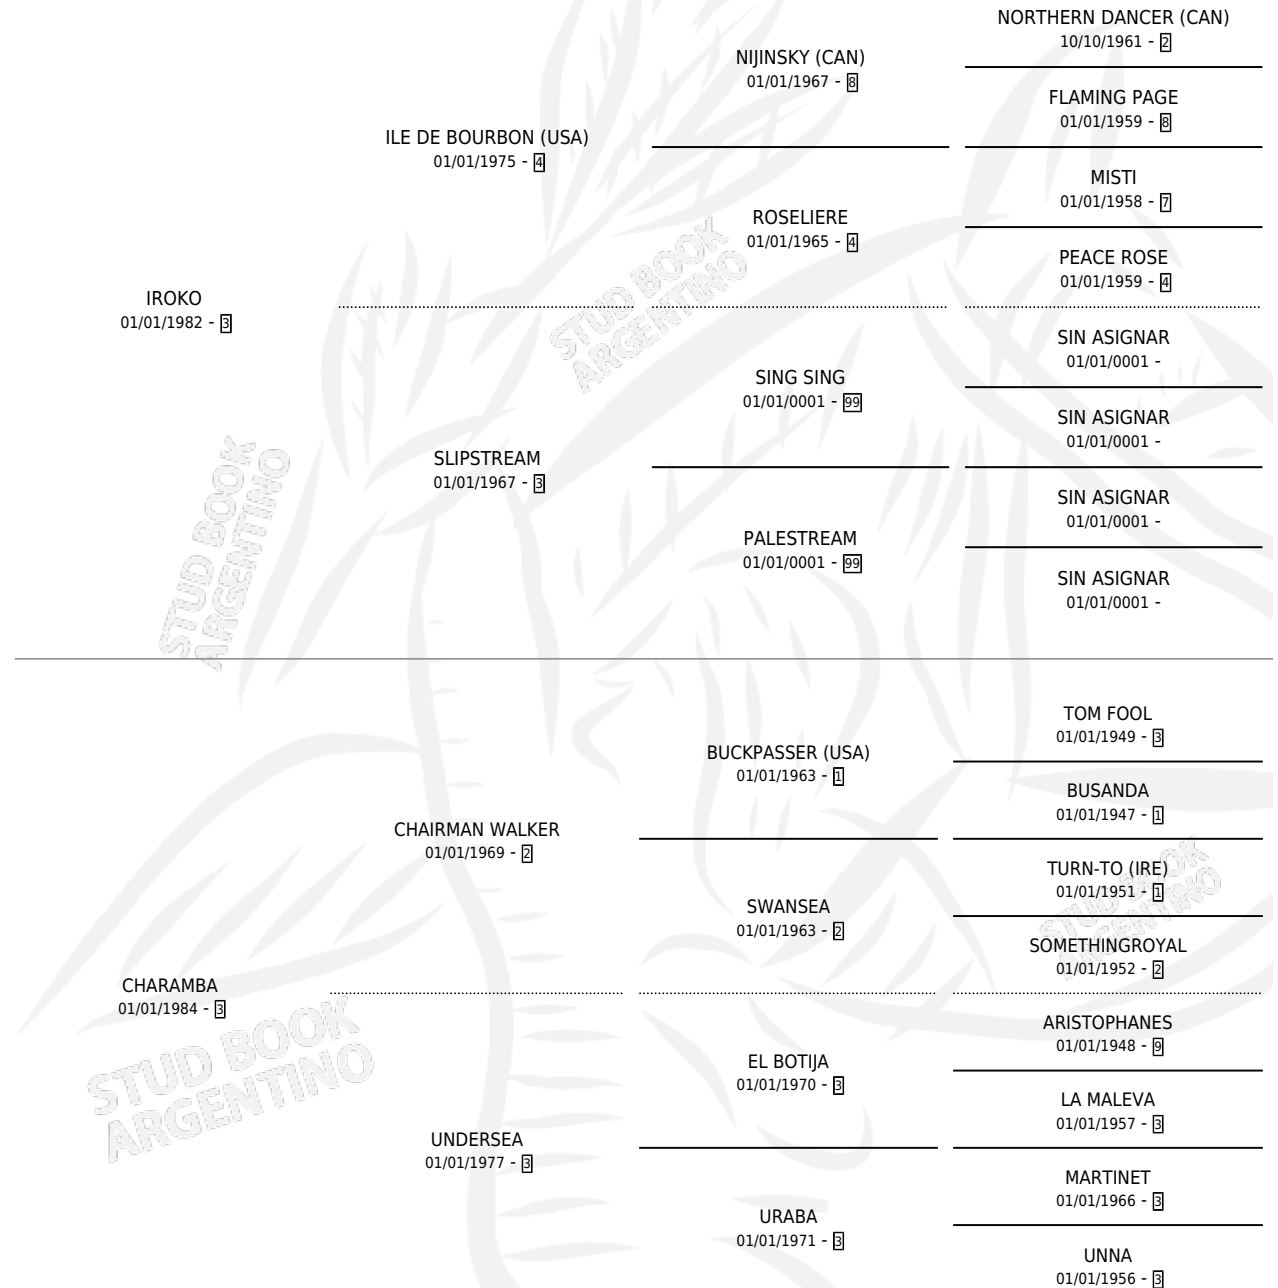 NORTHERN DANCER (CAN)
10/10/1961 - 2
NIJINSKY (CAN)
01/01/1967 - 8
FLAMING PAGE
01/01/1959 - 8
ILE DE BOURBON (USA)
01/01/1975 - 4
MISTI
01/01/1958 - 7
ROSELIERE
01/01/1965 - 4
PEACE ROSE
01/01/1959 - 4
IROKO
01/01/1982 - 3
SIN ASIGNAR
01/01/0001 -
SING SING
01/01/0001 - 99
SIN ASIGNAR
01/01/0001 -
SLIPSTREAM
01/01/1967 - 3
SIN ASIGNAR
01/01/0001 -
PALESTREAM
01/01/0001 - 99
SIN ASIGNAR
01/01/0001 -
STUD BOOK
ARGENTINO
STUD BOOK
ARGENTINO
TOM FOOL
01/01/1949 - 3
BUCKPASSER (USA)
01/01/1963 - 1
BUSANDA
01/01/1947 - 1
CHAIRMAN WALKER
01/01/1969 - 2
TURN-TO (IRE)
01/01/1951 - 1
SWANSEA
01/01/1963 - 2
SOMETHINGROYAL
01/01/1952 - 2
STUD BOOK
ARGENTINO
CHARAMBA
01/01/1984 - 3
ARISTOPHANES
01/01/1948 - 9
EL BOTIJA
01/01/1970 - 3
LA MALEVA
01/01/1957 - 3
UNDERSEA
01/01/1977 - 3
MARTINET
01/01/1966 - 3
URABA
01/01/1971 - 3
UNNA
01/01/1956 - 3
STUD BOOK
ARGENTINO